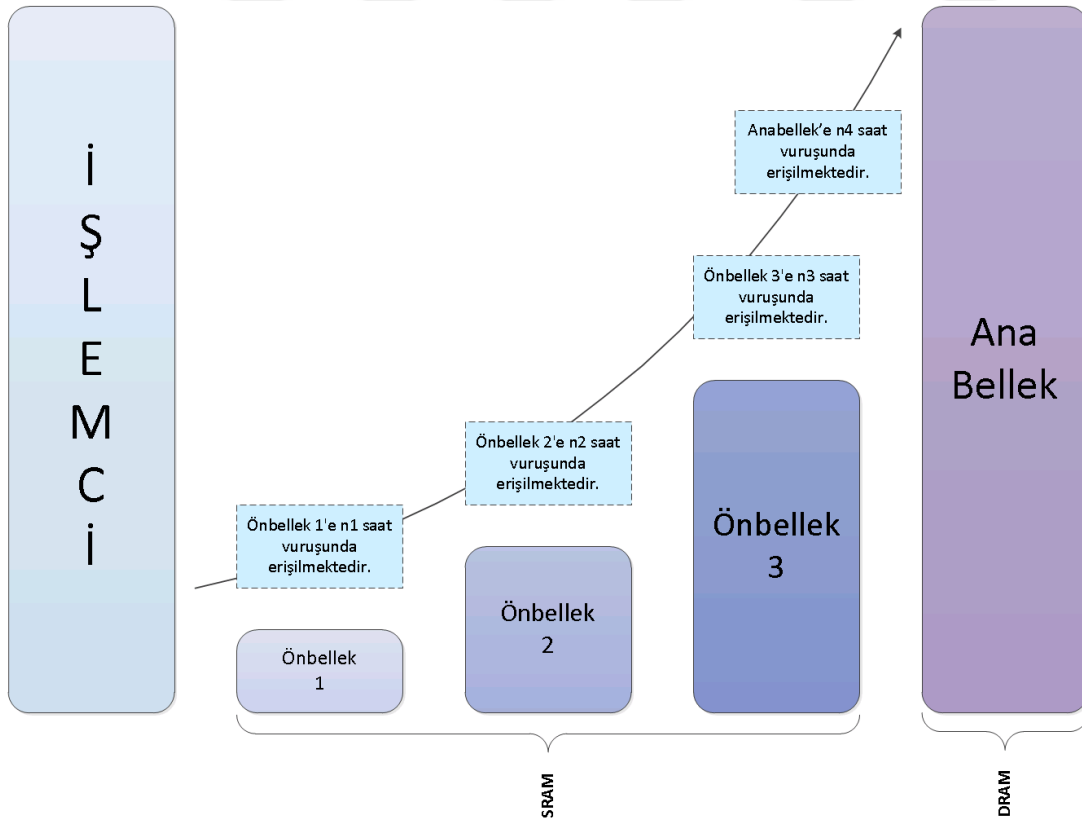 İ
Ş
L
E
M
C
İ
Önbellek 1'e n1 saat
vuruşunda
erişilmektedir.
Önbellek
1
Önbellek 2'e n2 saat
vuruşunda
erişilmektedir.
Önbellek
2
Önbellek 3'e n3 saat
vuruşunda
erişilmektedir.
Önbellek
3
Anabellek’e n4 saat
vuruşunda
erişilmektedir.
Ana
Bellek
SRAM
DRAM